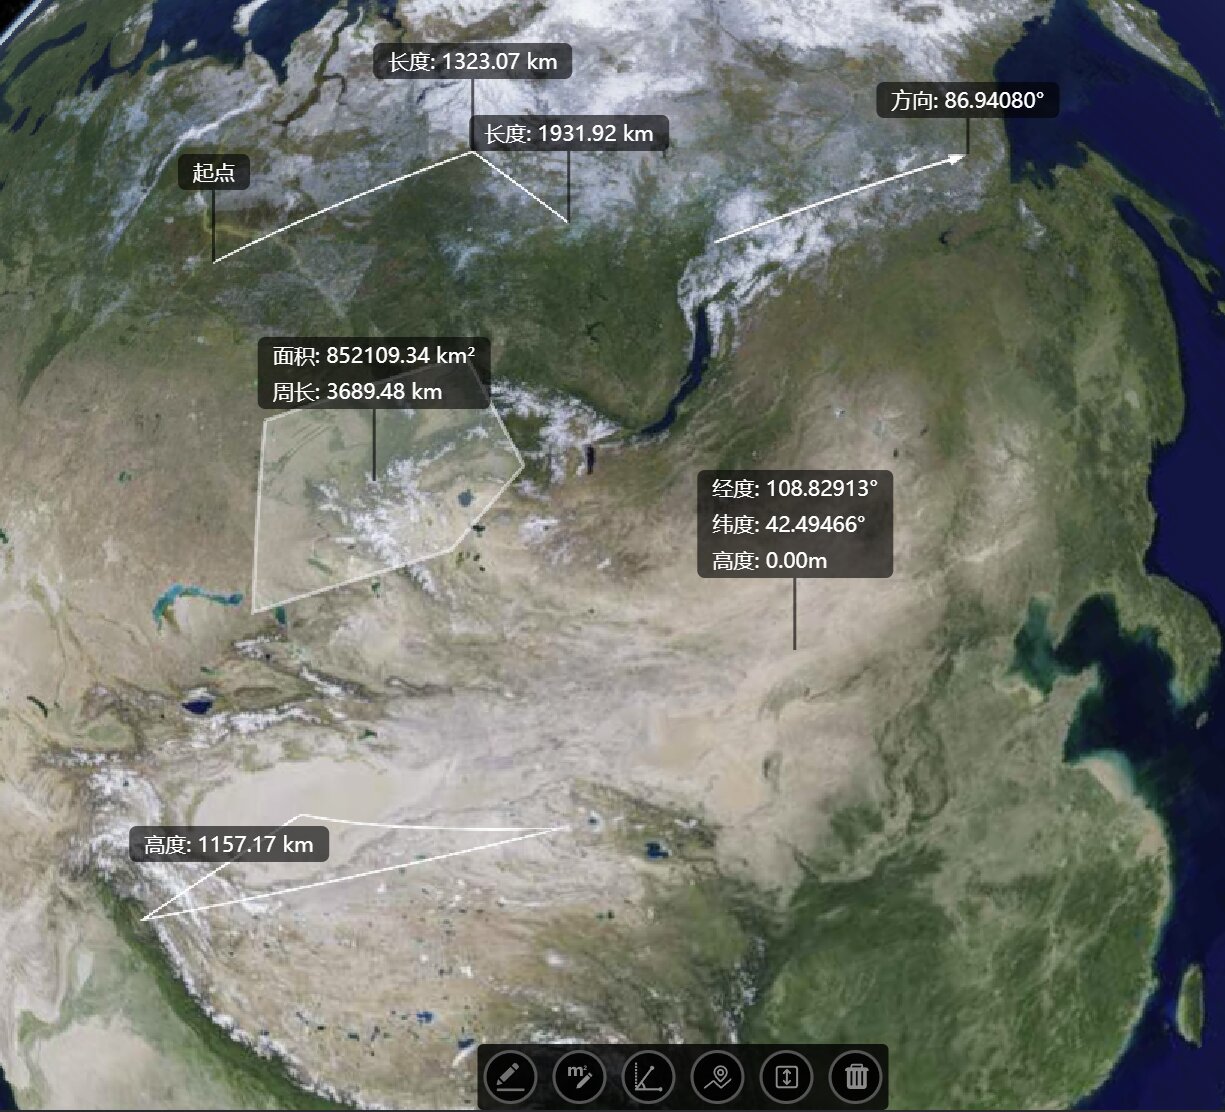 长度: 1323.07 km
方向: 86.94080°
长度: 1931.92 km
起点
面积: 852109.34 km²
周长: 3689.48 km
经度: 108.82913°
纬度: 42.49466°
高度: 0.00m
高度: 1157.17 km
m²